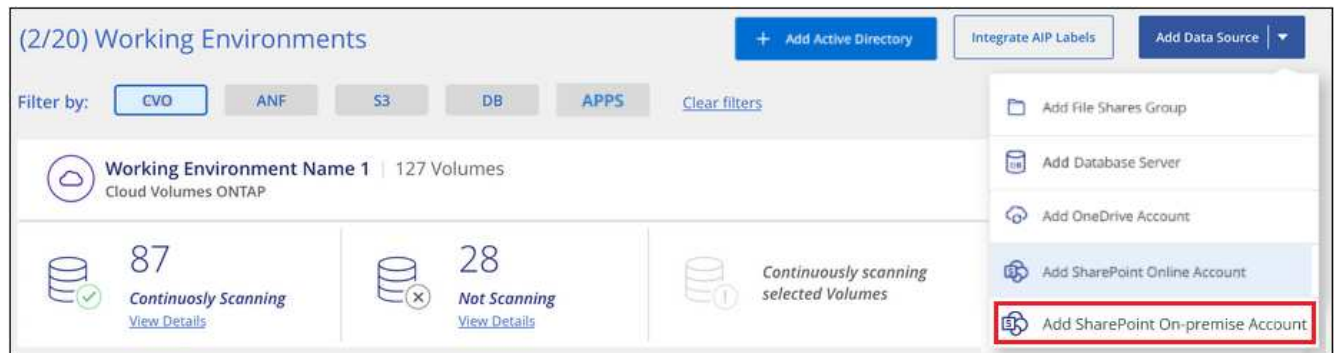 (2/20) Working Environments
+ Add Active Directory
Integrate AIP Labels
Add Data Source
Filter by:
CVO
ANF
S3
DB
APPS
Clear filters
Add File Shares Group
Working Environment Name 1 | 127 Volumes
Cloud Volumes ONTAP
Add Database Server
Add OneDrive Account
87
Continuosly Scanning
View Details
28
Not Scanning
View Details
Continuously scanning
selected Volumes
Add SharePoint Online Account
Add SharePoint On-premise Account